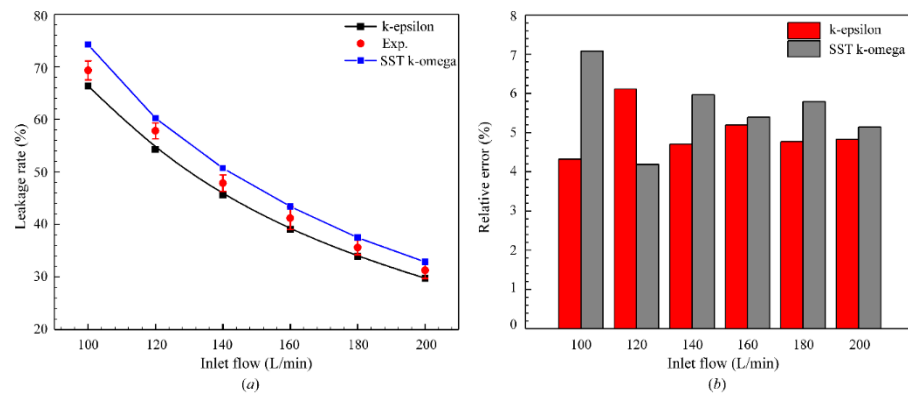 80
70
60
50
40
30
20
Leakage rate (%)
k-epsilon
Exp.
SST k-omega
100 120 140 160 180 200
Inlet flow (L/min)
(a)
8
7
6
5
4
3
2
1
0
Relative error (%)
k-epsilon
SST k-omega
100 120 140 160 180 200
Inlet flow (L/min)
(b)